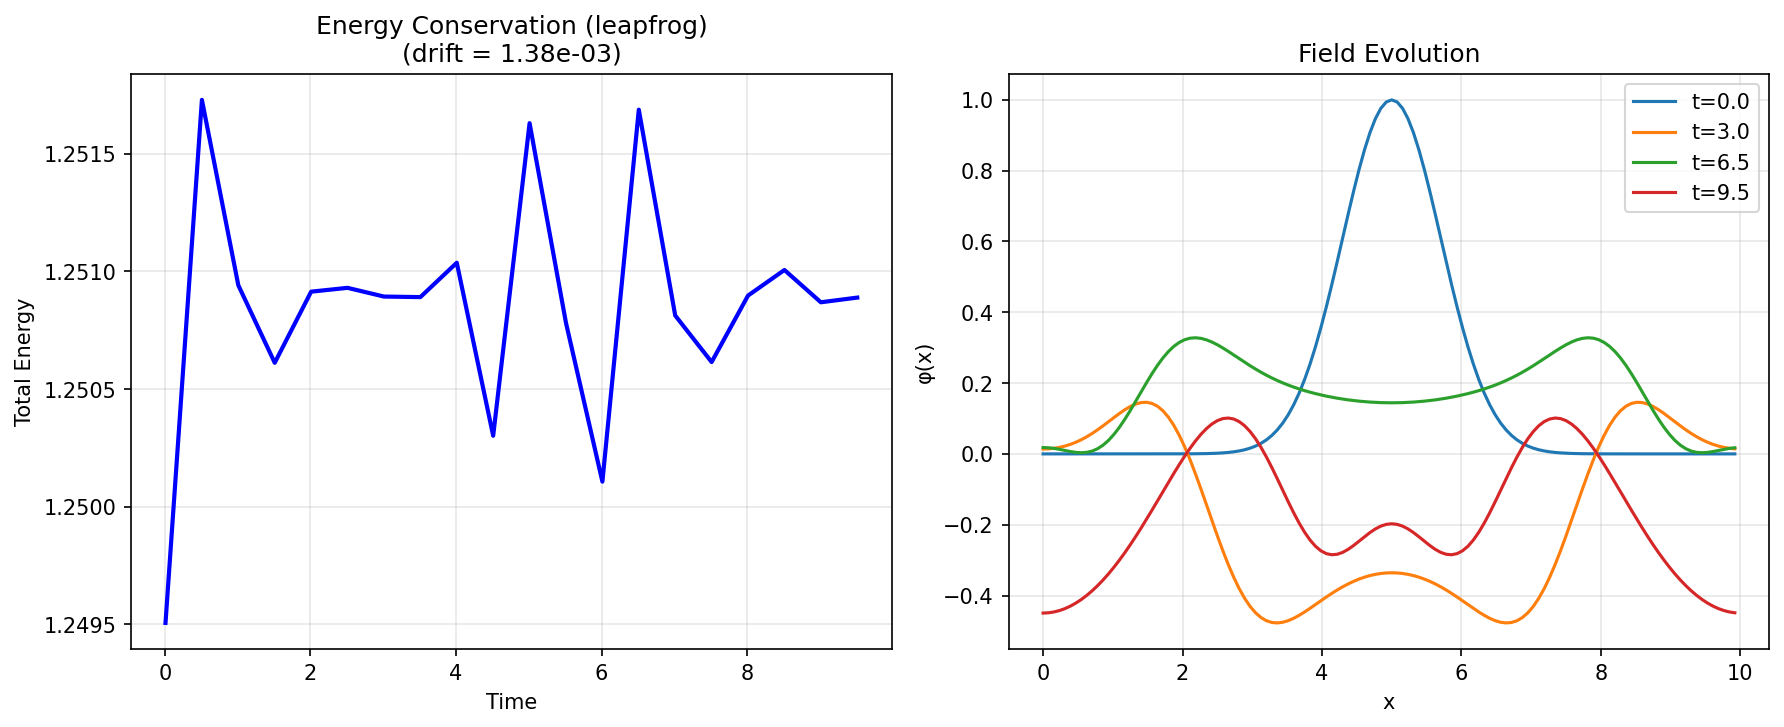 Energy Conservation (leapfrog)
(drift = 1.38e-03)
Total Energy
1.2515
1.2510
1.2505
1.2500
1.2495
0
2
4
6
8
Time
Field Evolution
φ(x)
1.0
0.8
0.6
0.4
0.2
0.0
−0.2
−0.4
0
2
4
6
8
10
x
t=0.0
t=3.0
t=6.5
t=9.5